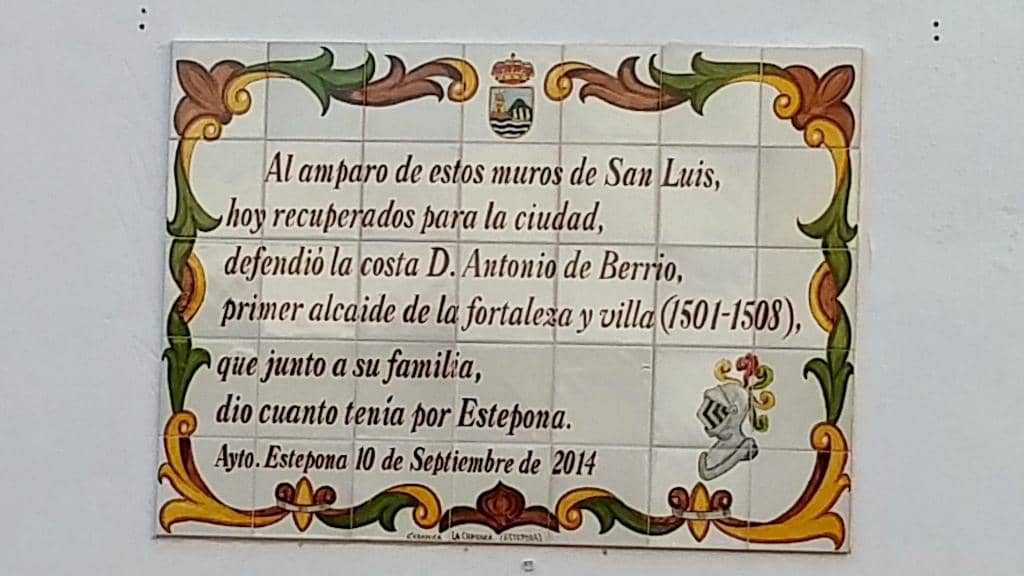 Al amparo de estos muros de San Luis,
hoy recuperados para la ciudad,
defendió la costa D. Antonio de Berrio,
primer alcaide de la fortaleza y villa (1501-1508),
que junto a su familia,
dio cuanto tenía por Estepona.
Ayto. Estepona 10 de Septiembre de 2014
LA (ESTEPONA)